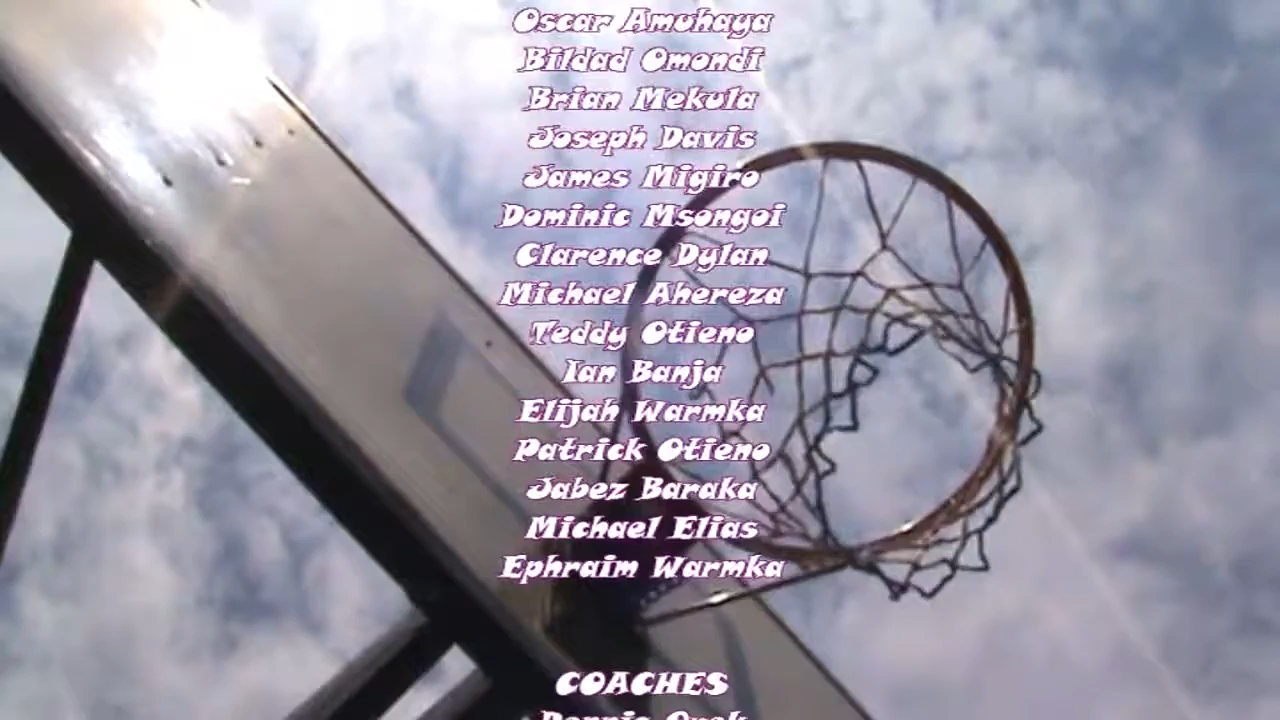 Oscar Amuhaya
Bildad Omondi
Brian Mekula
Joseph Davis
James Migiro
Dominic Msongoi
Clarence Dylan
Michael Ahereza
Teddy Otieno
Ian Banja
Elijah Warmka
Patrick Otieno
Jabez Baraka
Michael Elias
Ephraim Warmka
COACHES